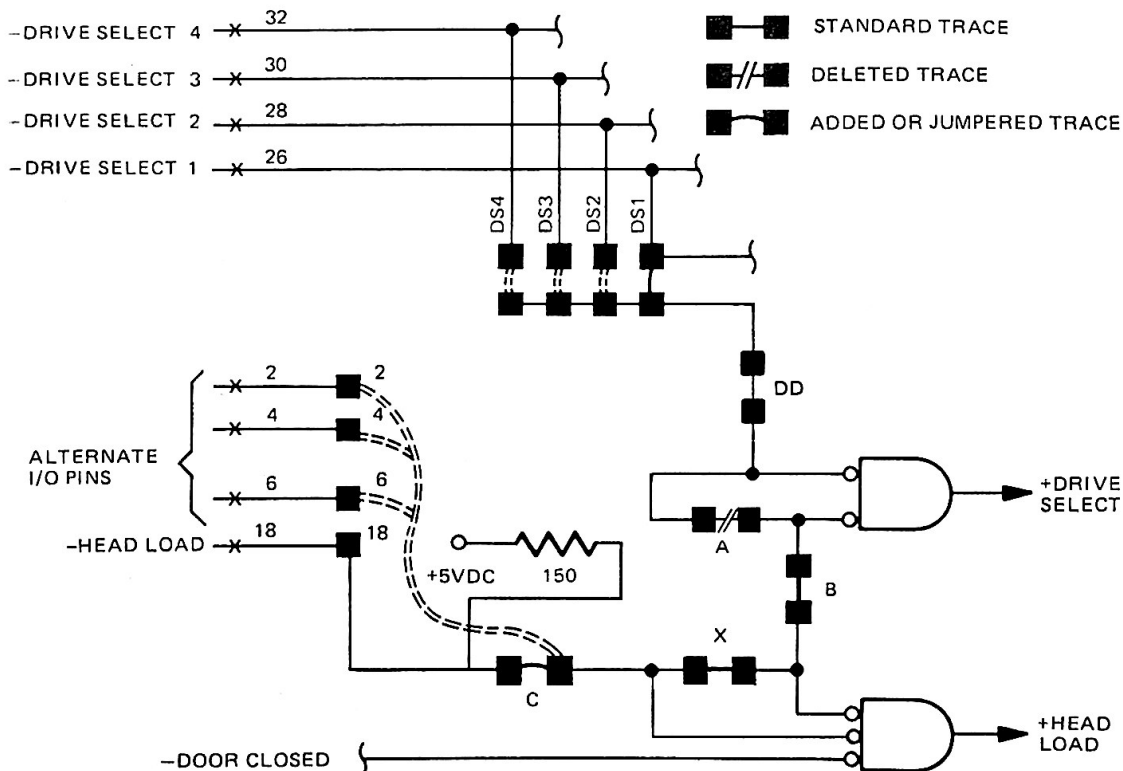 -DRIVE SELECT 4 32
-DRIVE SELECT 3 30
-DRIVE SELECT 2 28
-DRIVE SELECT 1 26
STANDARD TRACE
DELETED TRACE
ADDED OR JUMPERED TRACE
DS4
DS3
DS2
DS1
DD
ALTERNATE
I/O PINS
2 2
4 4
6 6
-HEAD LOAD 18 18
+5VDC
150
A
B
C
X
+DRIVE
SELECT
-DOOR CLOSED
+HEAD
LOAD